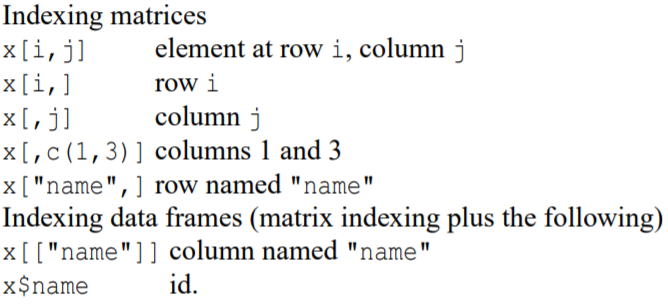 Indexing matrices
x[i,j] element at row i, column j
x[i,] row i
x[,j] column j
x[,c(1,3)] columns 1 and 3
x["name",] row named "name"
Indexing data frames (matrix indexing plus the following)
x[["name"]] column named "name"
x$name id.